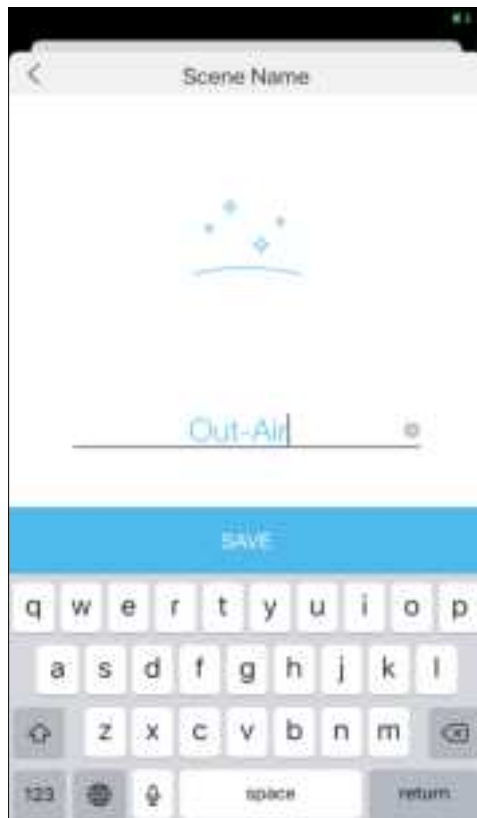 Scene Name
Out-Air
SAVE
q w e r t y u i o p
a s d f g h j k l
z x c v b n m
123 space return